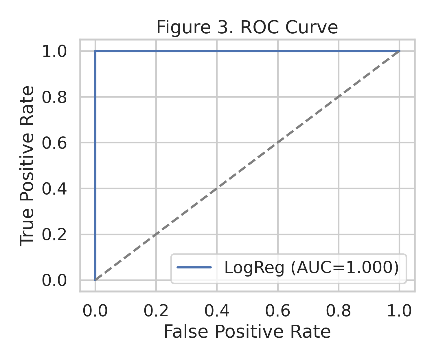 Figure 3. ROC Curve
True Positive Rate
1.0
0.8
0.6
0.4
0.2
0.0
LogReg (AUC=1.000)
0.0 0.2 0.4 0.6 0.8 1.0
False Positive Rate